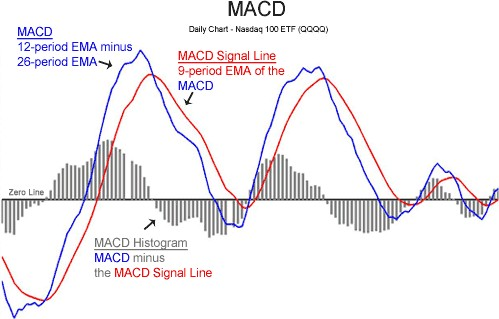 MACD
Daily Chart - Nasdaq 100 ETF (QQQQ)
MACD
12-period EMA minus
26-period EMA
MACD Signal Line
9-period EMA of the
MACD
Zero Line
MACD Histogram
MACD minus
the MACD Signal Line